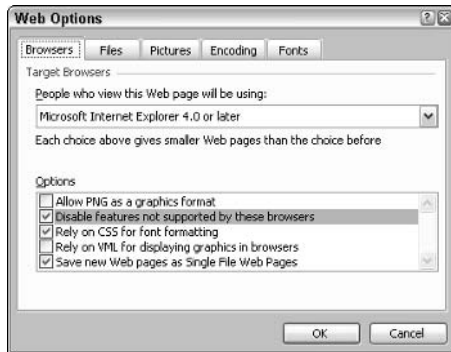 Web Options
Browsers Files Pictures Encoding Fonts
Target Browsers
People who view this Web page will be using:
Microsoft Internet Explorer 4.0 or later
Each choice above gives smaller Web pages than the choice before
Options
Allow PNG as a graphics format
Disable features not supported by these browsers
Rely on CSS for font formatting
Rely on VML for displaying graphics in browsers
Save new Web pages as Single File Web Pages
OK Cancel